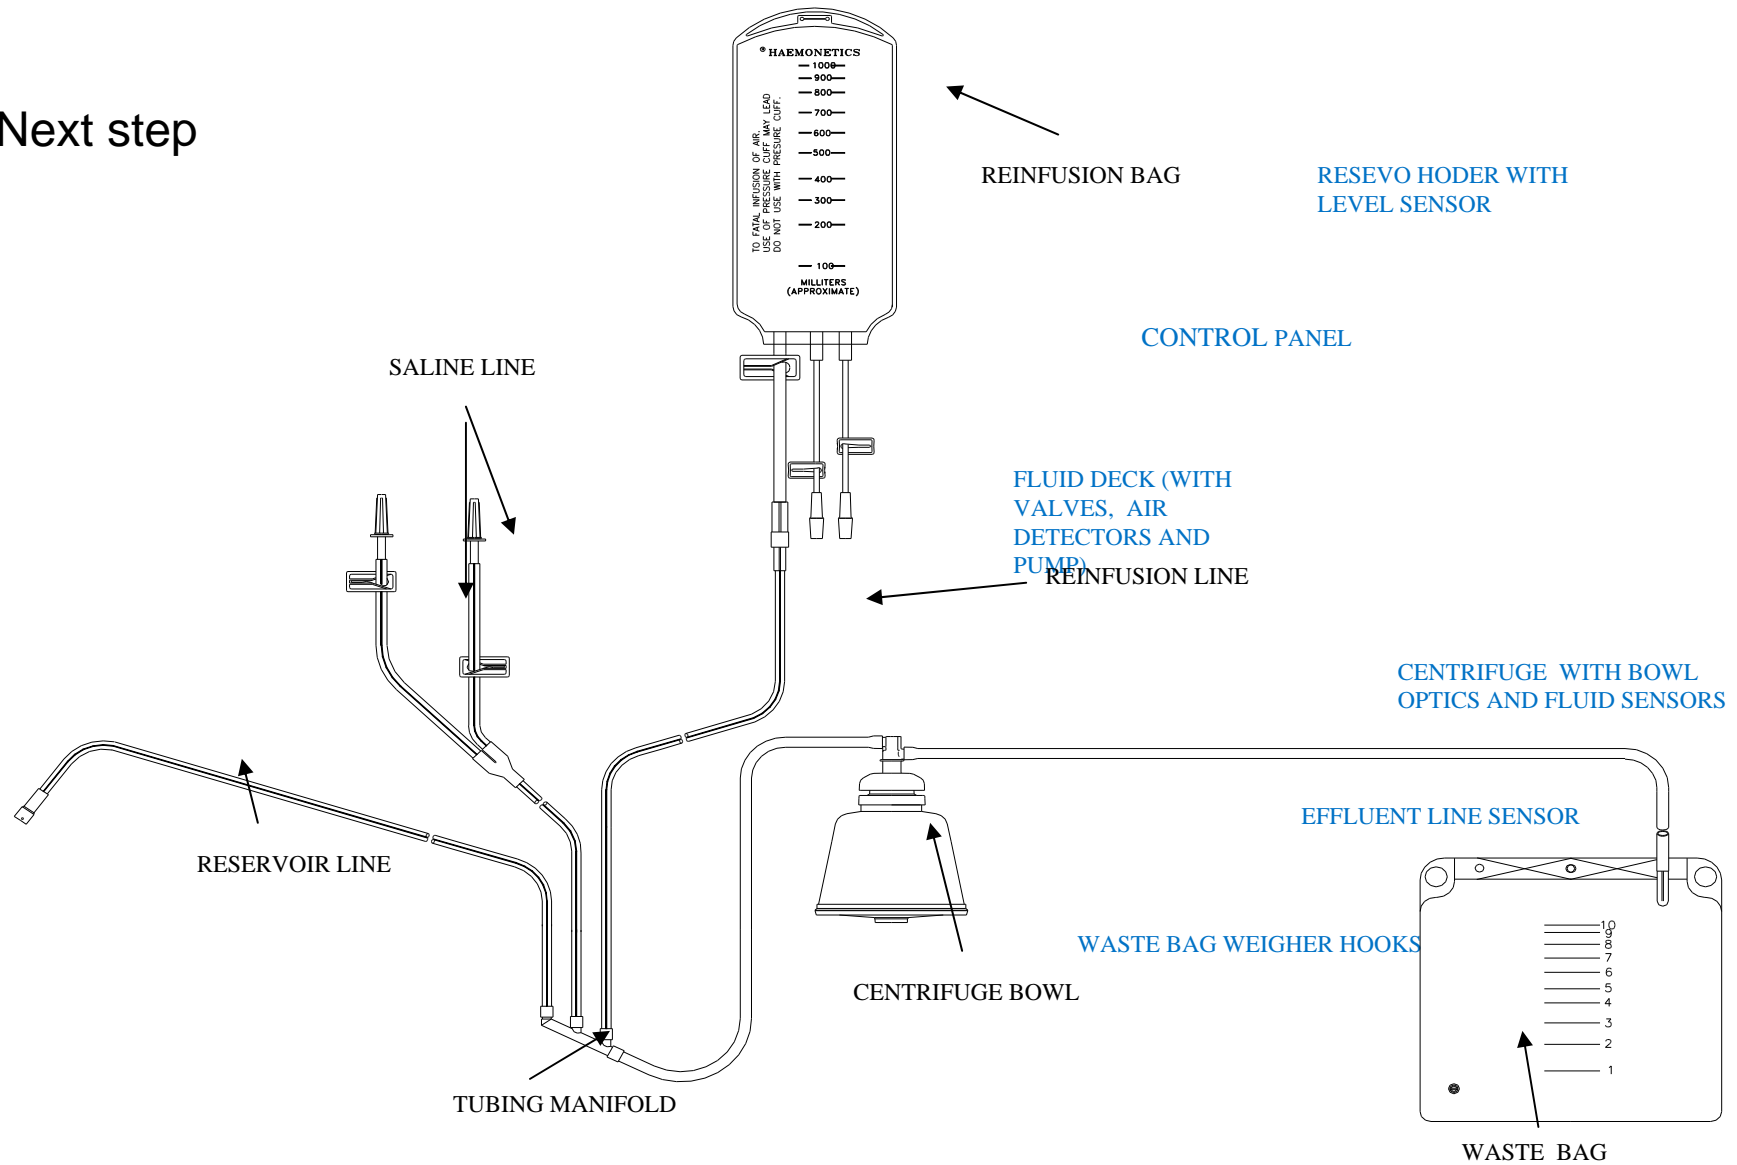 Next step
® HAEMONETICS
1000
900
800
700
600
500
400
300
200
100
MILLITERS
(APPROXIMATE)
TO FATAL INFUSION OF AIR.
USE OF PRESSURE CUFF MAY LEAD
DO NOT USE WITH PRESSURE CUFF.
REINFUSION BAG
RESEVO HODER WITH
LEVEL SENSOR
CONTROL PANEL
SALINE LINE
FLUID DECK (WITH
VALVES, AIR
DETECTORS AND
PUMP)
REINFUSION LINE
CENTRIFUGE WITH BOWL
OPTICS AND FLUID SENSORS
EFFLUENT LINE SENSOR
RESERVOIR LINE
WASTE BAG WEIGHER HOOKS
CENTRIFUGE BOWL
10
9
8
7
6
5
4
3
2
1
TUBING MANIFOLD
WASTE BAG